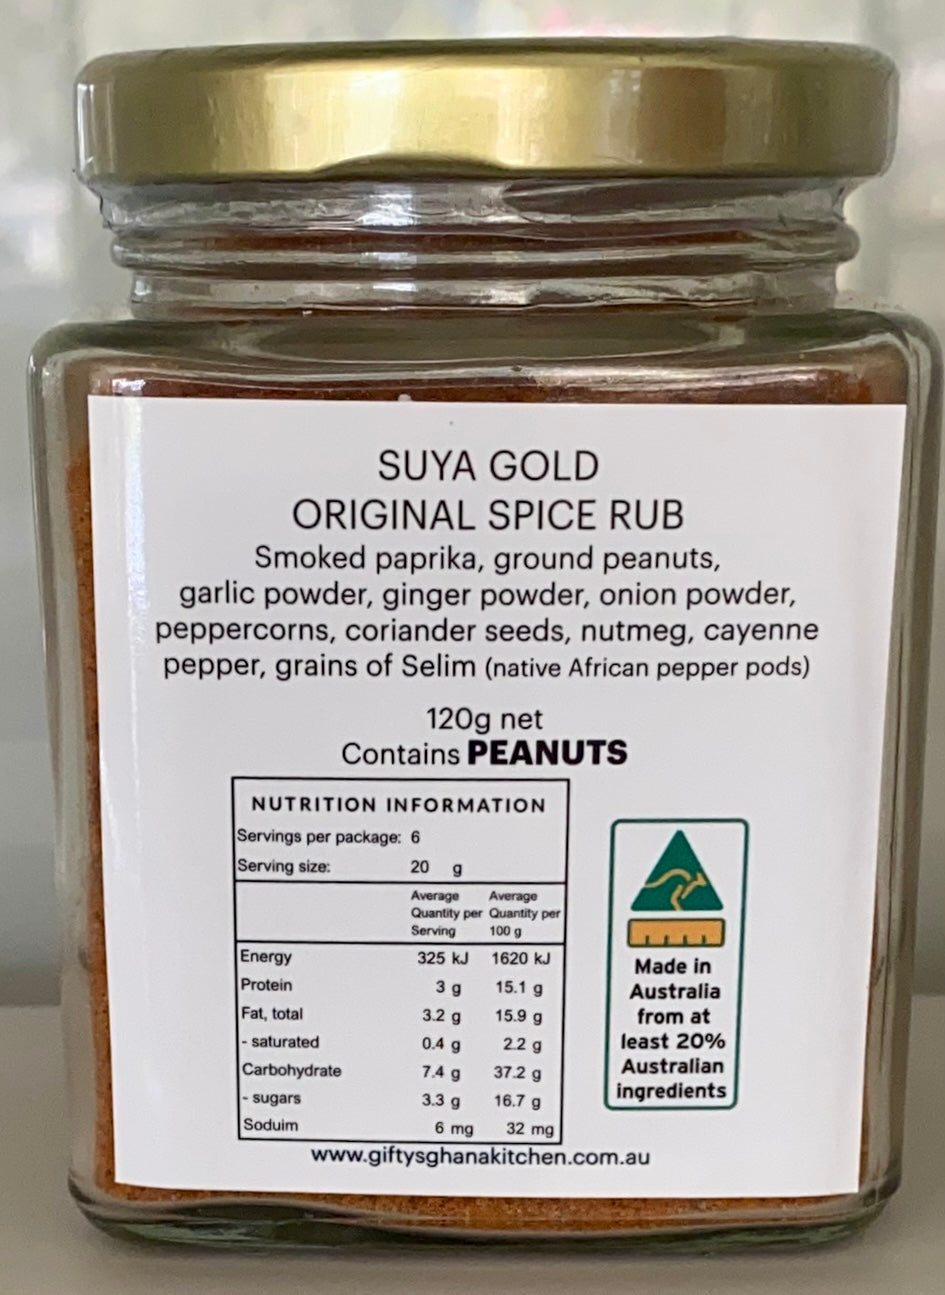 SUYA GOLD
ORIGINAL SPICE RUB
Smoked paprika, ground peanuts,
garlic powder, ginger powder, onion powder,
peppercorns, coriander seeds, nutmeg, cayenne
pepper, grains of Selim (native African pepper pods)
120g net
Contains PEANUTS
NUTRITION INFORMATION
Servings per package: 6
Serving size: 20 g
Average Average
Quantity per Quantity per
Serving 100 g
Energy 325 kJ 1620 kJ
Protein 3 g 15.1 g
Fat, total 3.2 g 15.9 g
- saturated 0.4 g 2.2 g
Carbohydrate 7.4 g 37.2 g
- sugars 3.3 g 16.7 g
Soduim 6 mg 32 mg
Made in
Australia
from at
least 20%
Australian
ingredients
www.giftysghanakitchen.com.au